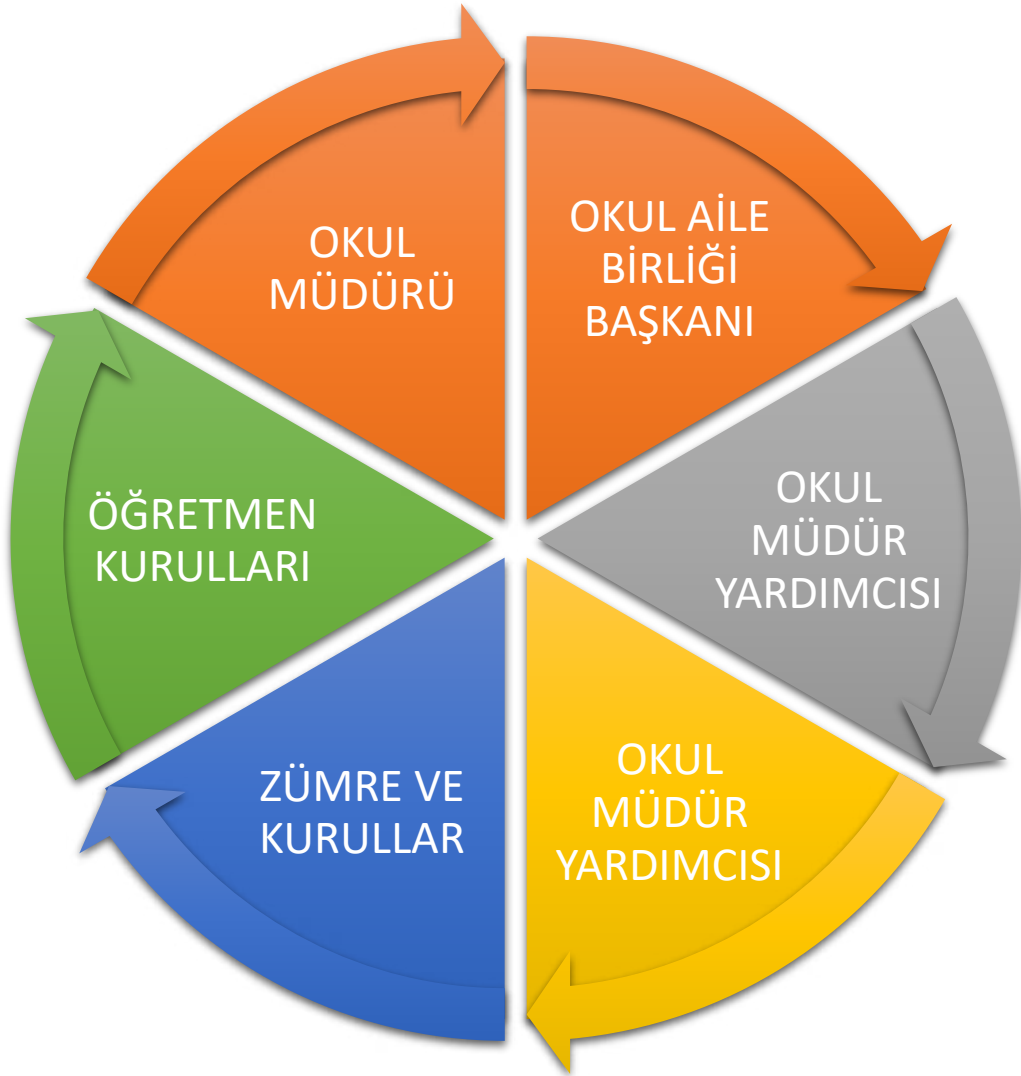 OKUL
MÜDÜRÜ
OKUL AİLE
BİRLİĞİ
BAŞKANI
OKUL
MÜDÜR
YARDIMCISI
OKUL
MÜDÜR
YARDIMCISI
ZÜMRE VE
KURULLAR
ÖĞRETMEN
KURULLARI